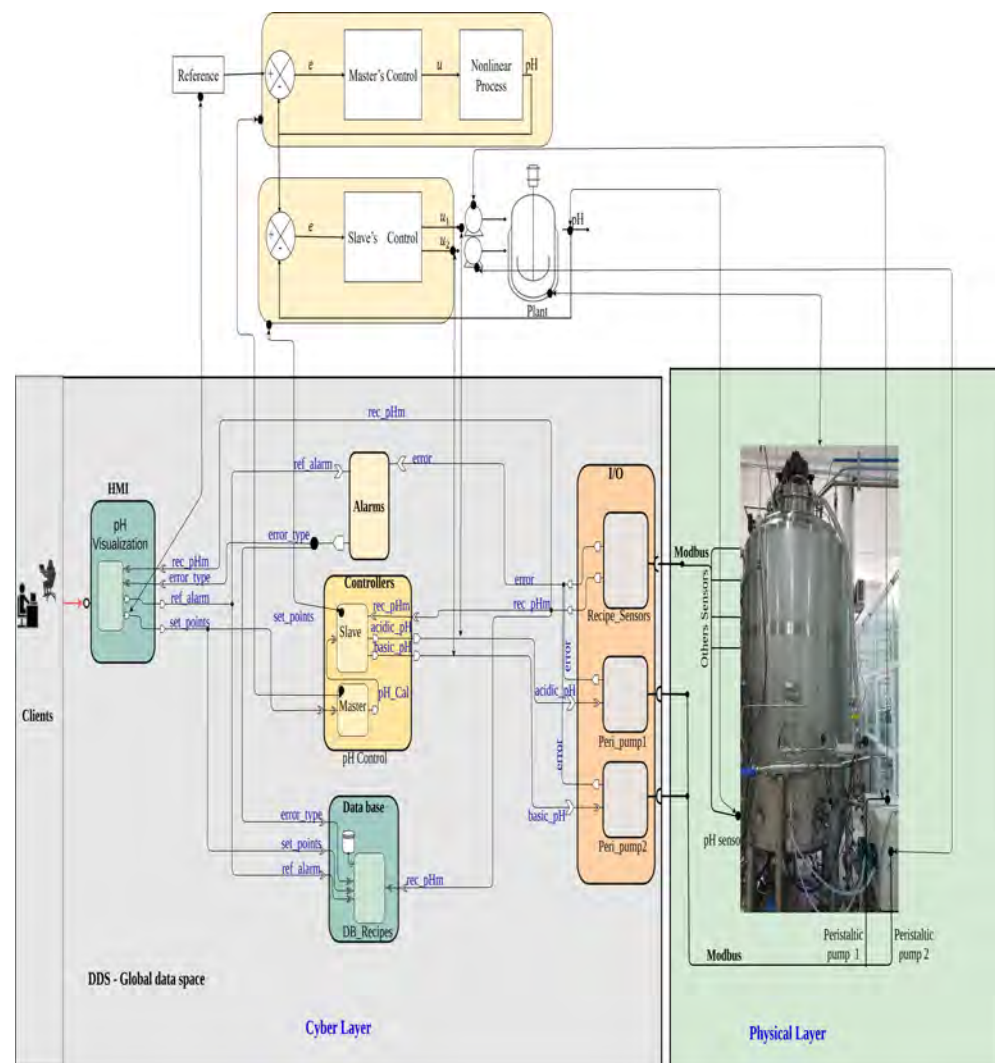 Reference
+
-
e
Master's Control
u
Nonlinear
Process
pH
+
-
e
Slave's Control
u1
u2
pH
Plant
rec_pHm
ref_alarm
error
HMI
pH
Visualization
Alarms
I/O
error_type
rec_pHm
error_type
ref_alarm
set_points
Controllers
set_points
rec_pHm
Slave
acidic_pH
basic_pH
pH_Cal
Master
pH Control
error
rec_pHm
Recipe_Sensors
Modbus
Others Sensors
error
acidic_pH
Peri_pump1
error
basic_pH
Peri_pump2
pH senso
Clients
Data base
error_type
set_points
ref_alarm
rec_pHm
DB_Recipes
Peristaltic
pump 1
Peristaltic
pump 2
Modbus
DDS - Global data space
Cyber Layer
Physical Layer